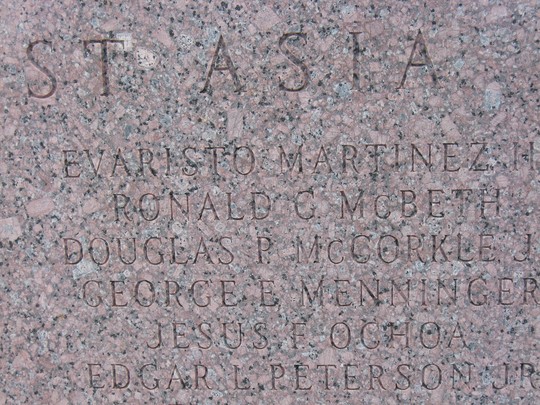 ST ASIA
EVARISTO MARTINEZ
RONALD G McBETH
DOUGLAS P McCORKLE J
GEORGE E MENNINGER
JESUS F OCHOA
EDGAR L PETERSON JR